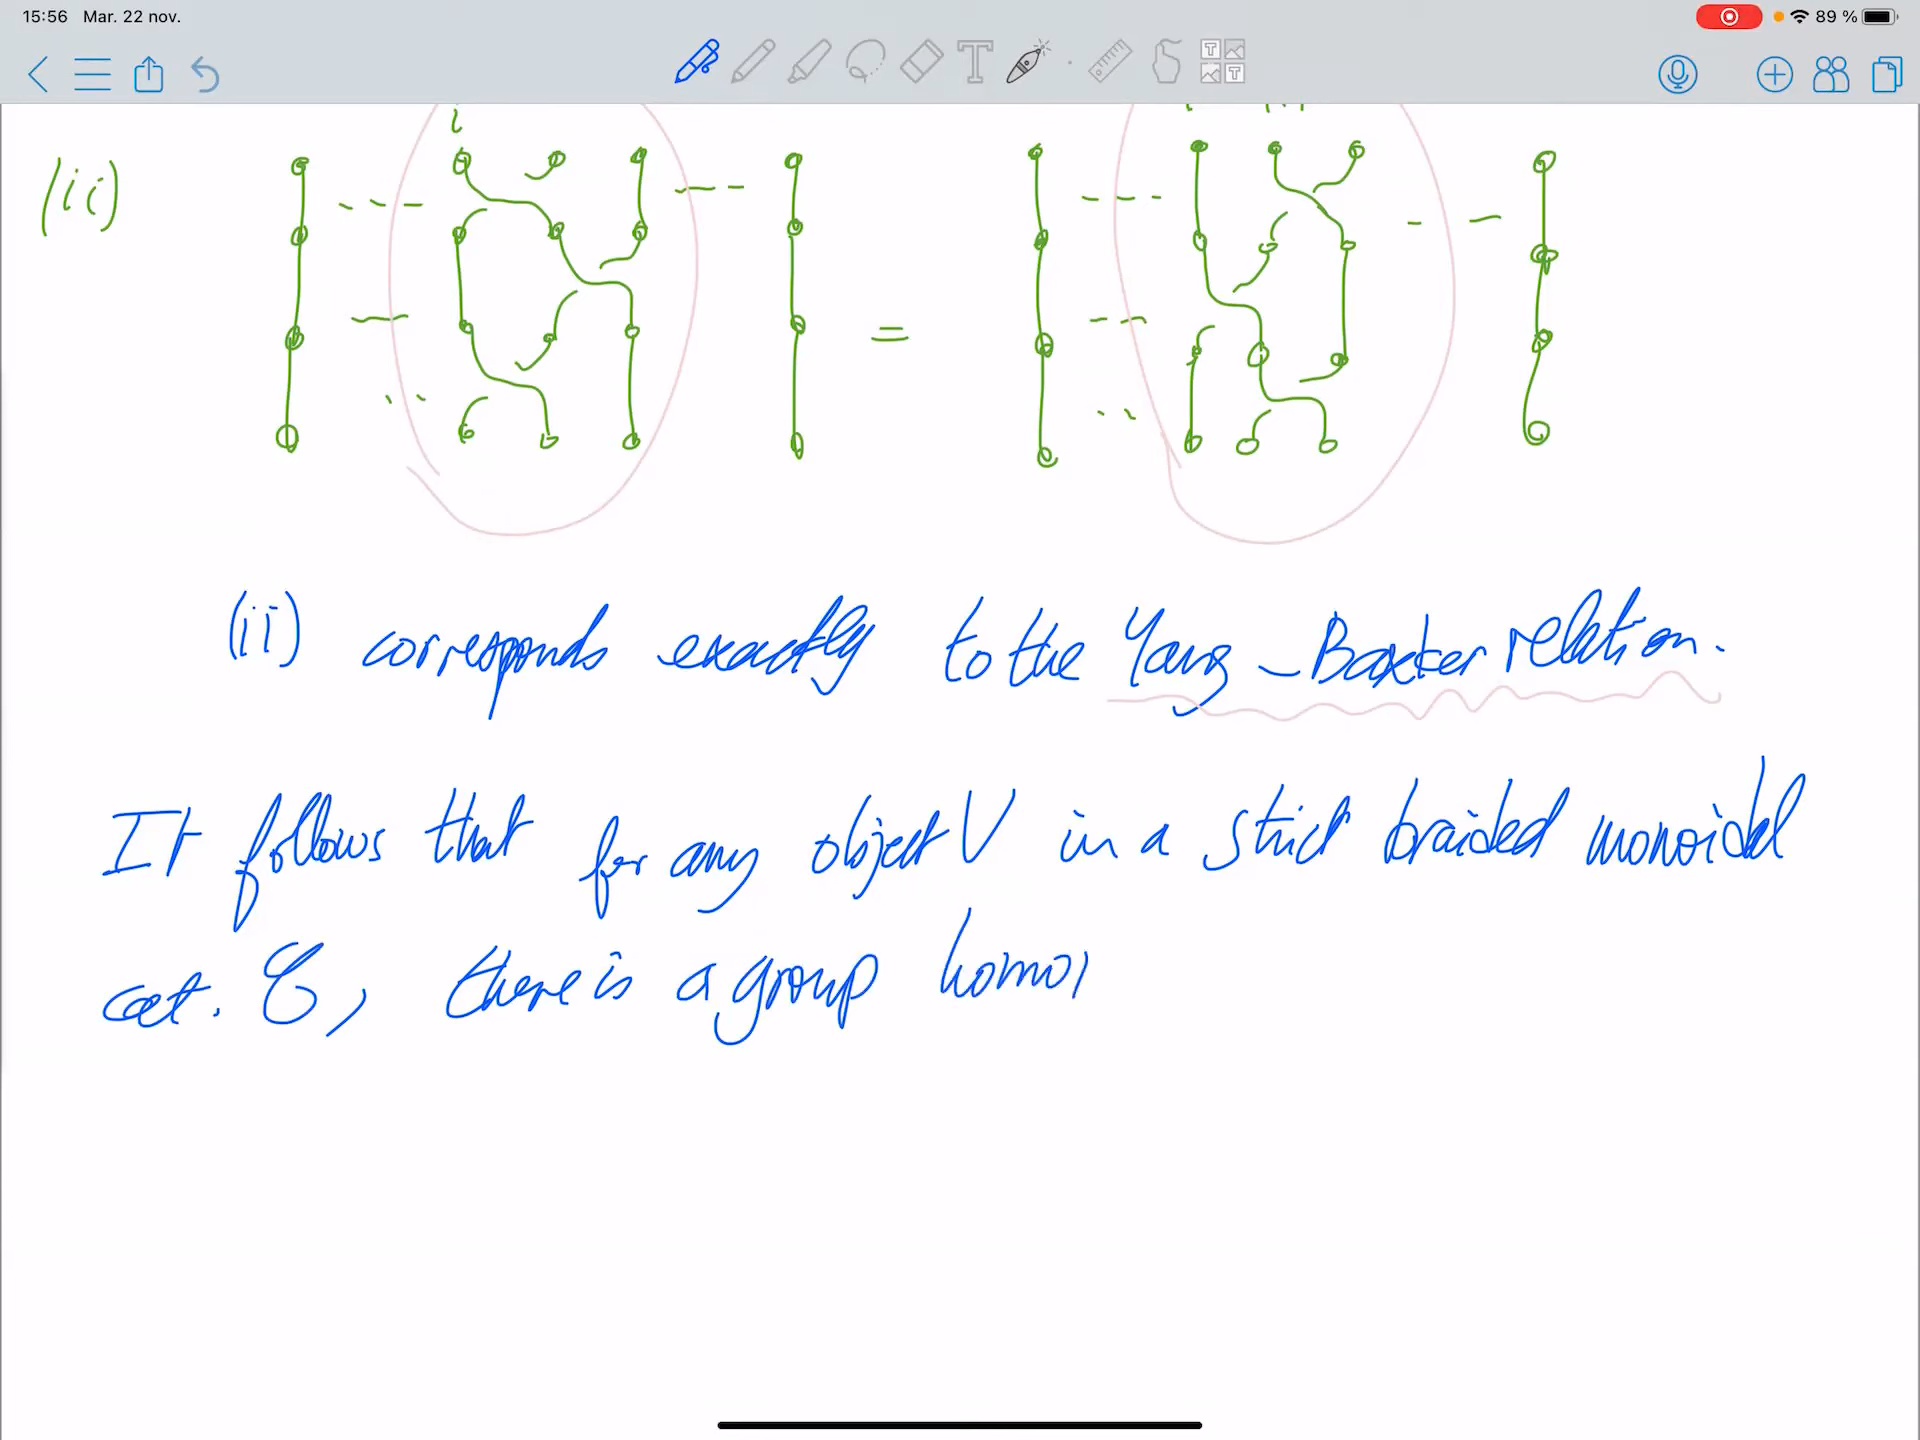 15:56 Mar. 22 nov.
89 %
(ii)
i
=
(ii) corresponds exactly to the Yang-Baxter relation.
It follows that for any object V in a strict braided monoidal
cat. C, there is a group homo